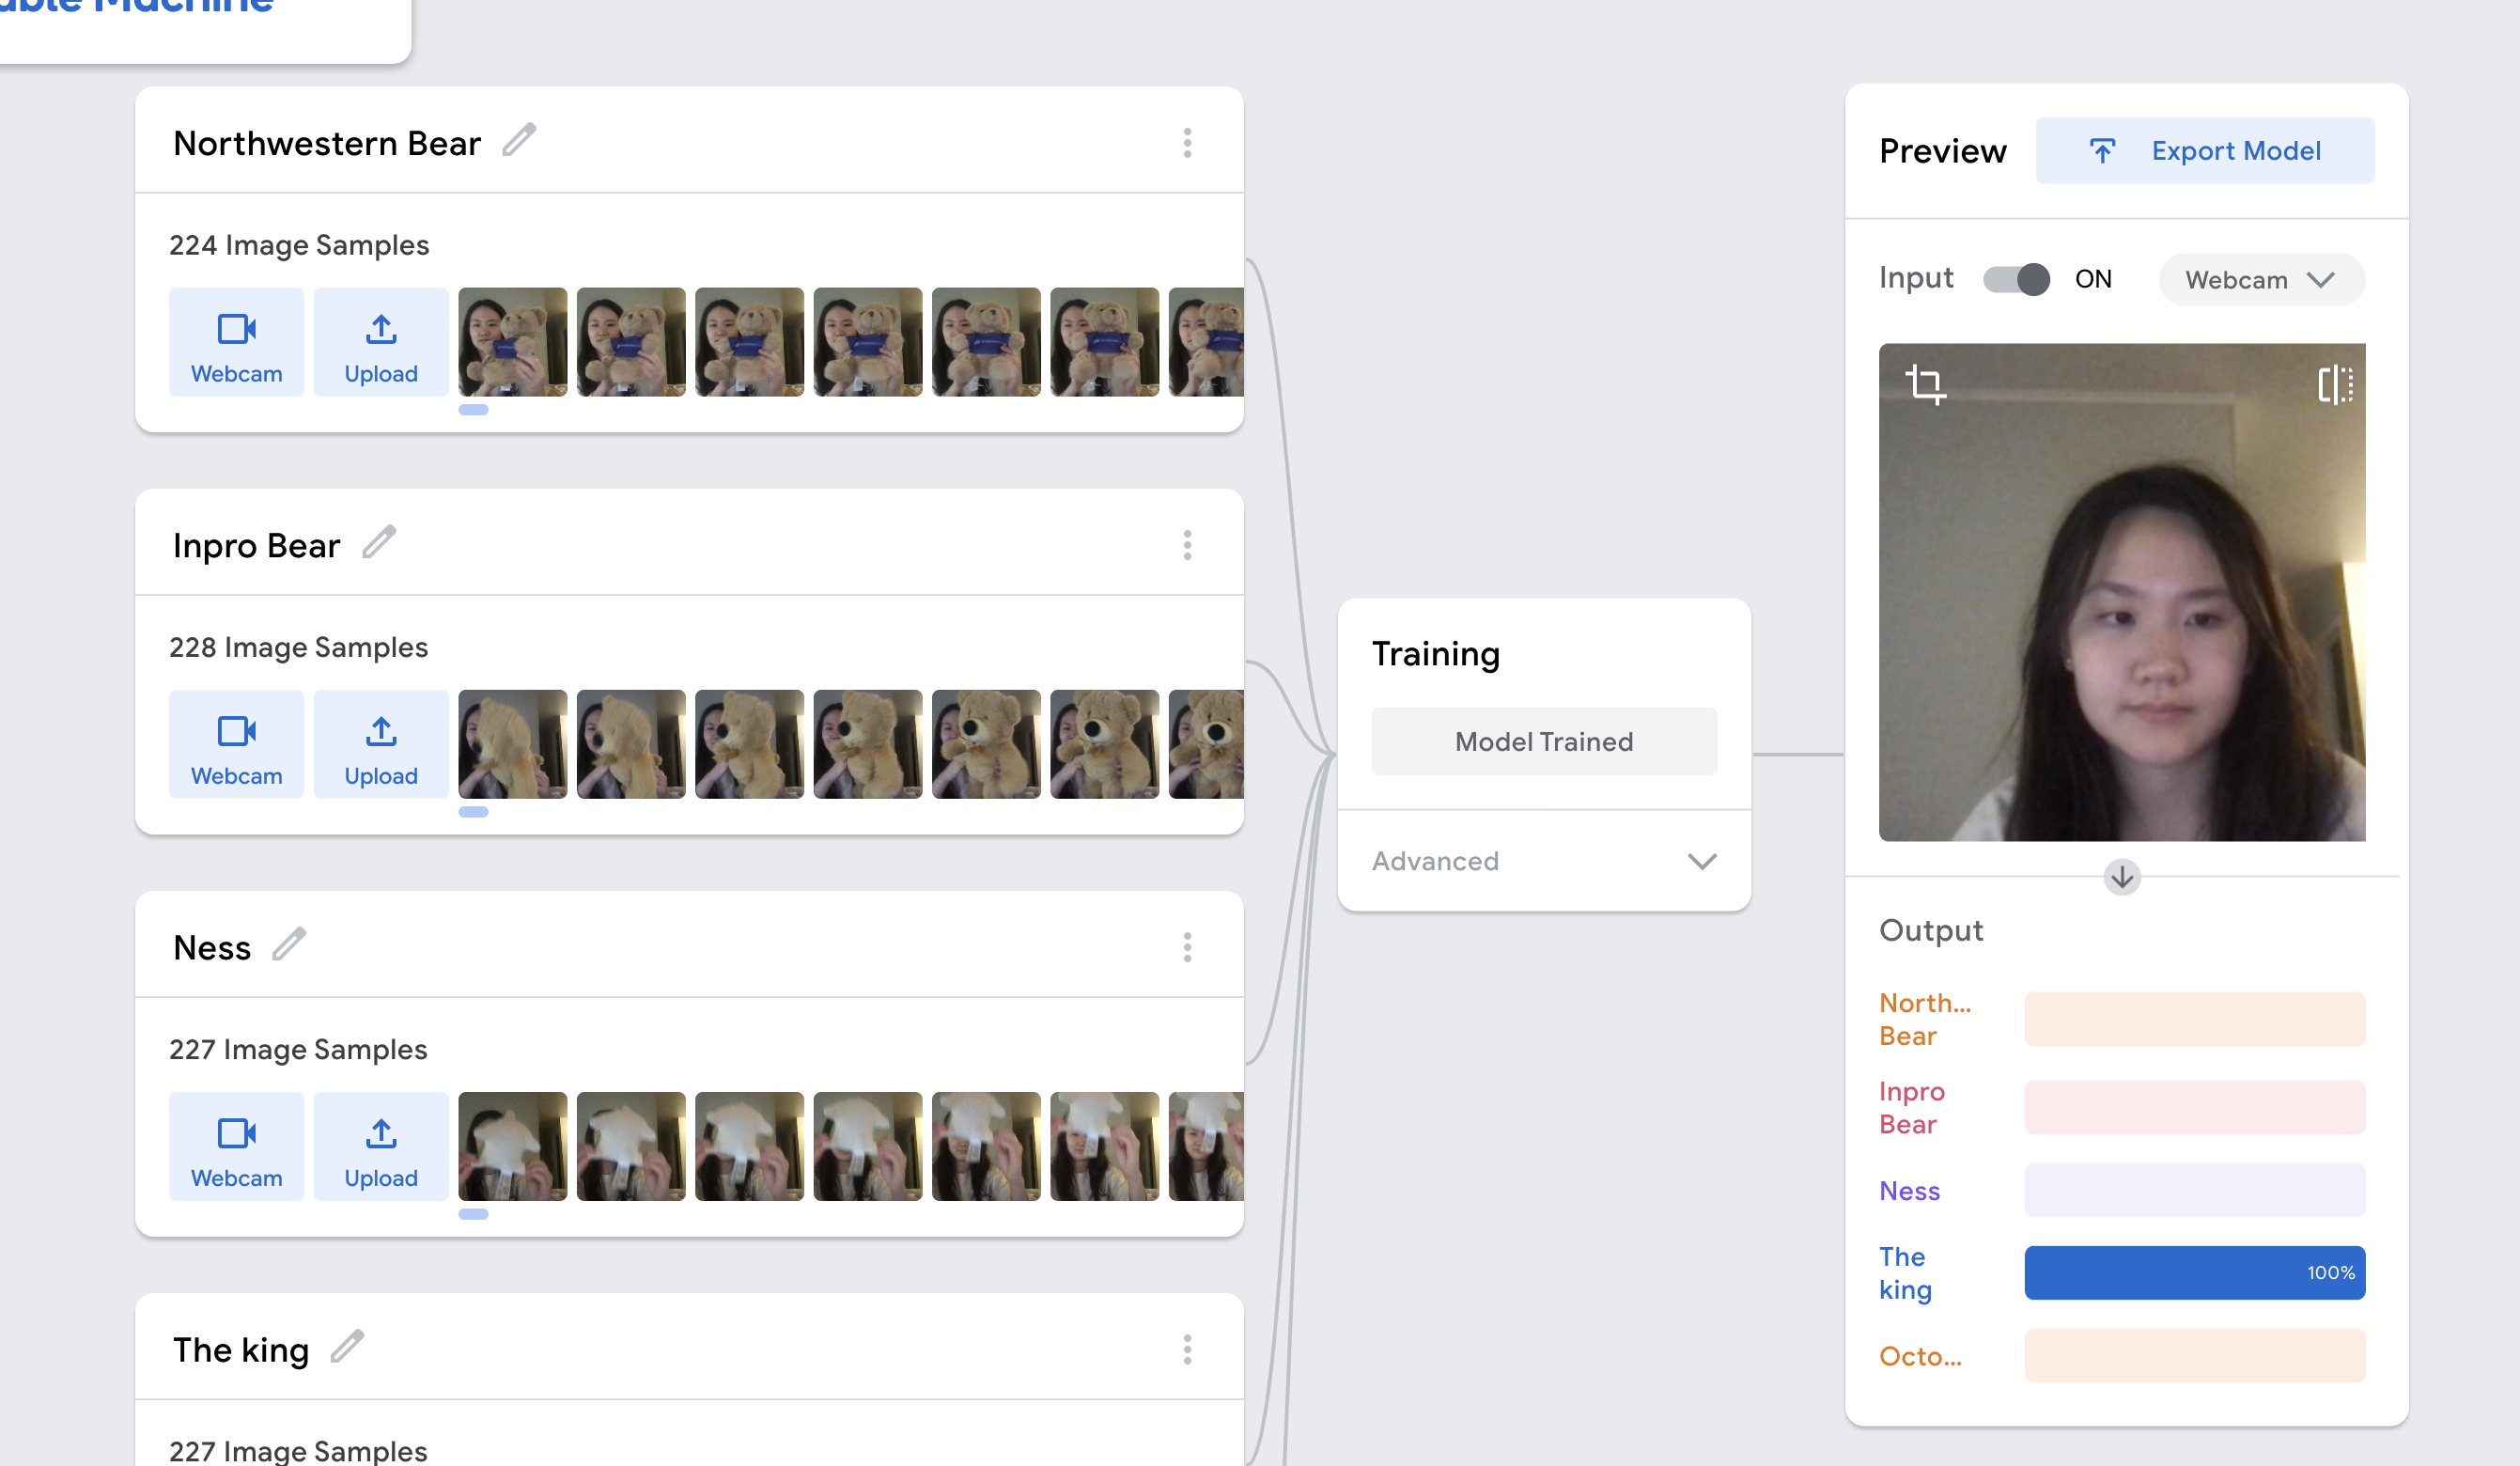 Machine
Northwestern Bear
224 Image Samples
Webcam
Upload
Inpro Bear
228 Image Samples
Webcam
Upload
Ness
227 Image Samples
Webcam
Upload
The king
227 Image Samples
Training
Model Trained
Advanced
Preview
Export Model
Input
ON
Webcam
Output
North...
Bear
Inpro
Bear
Ness
The
king
100%
Octo...